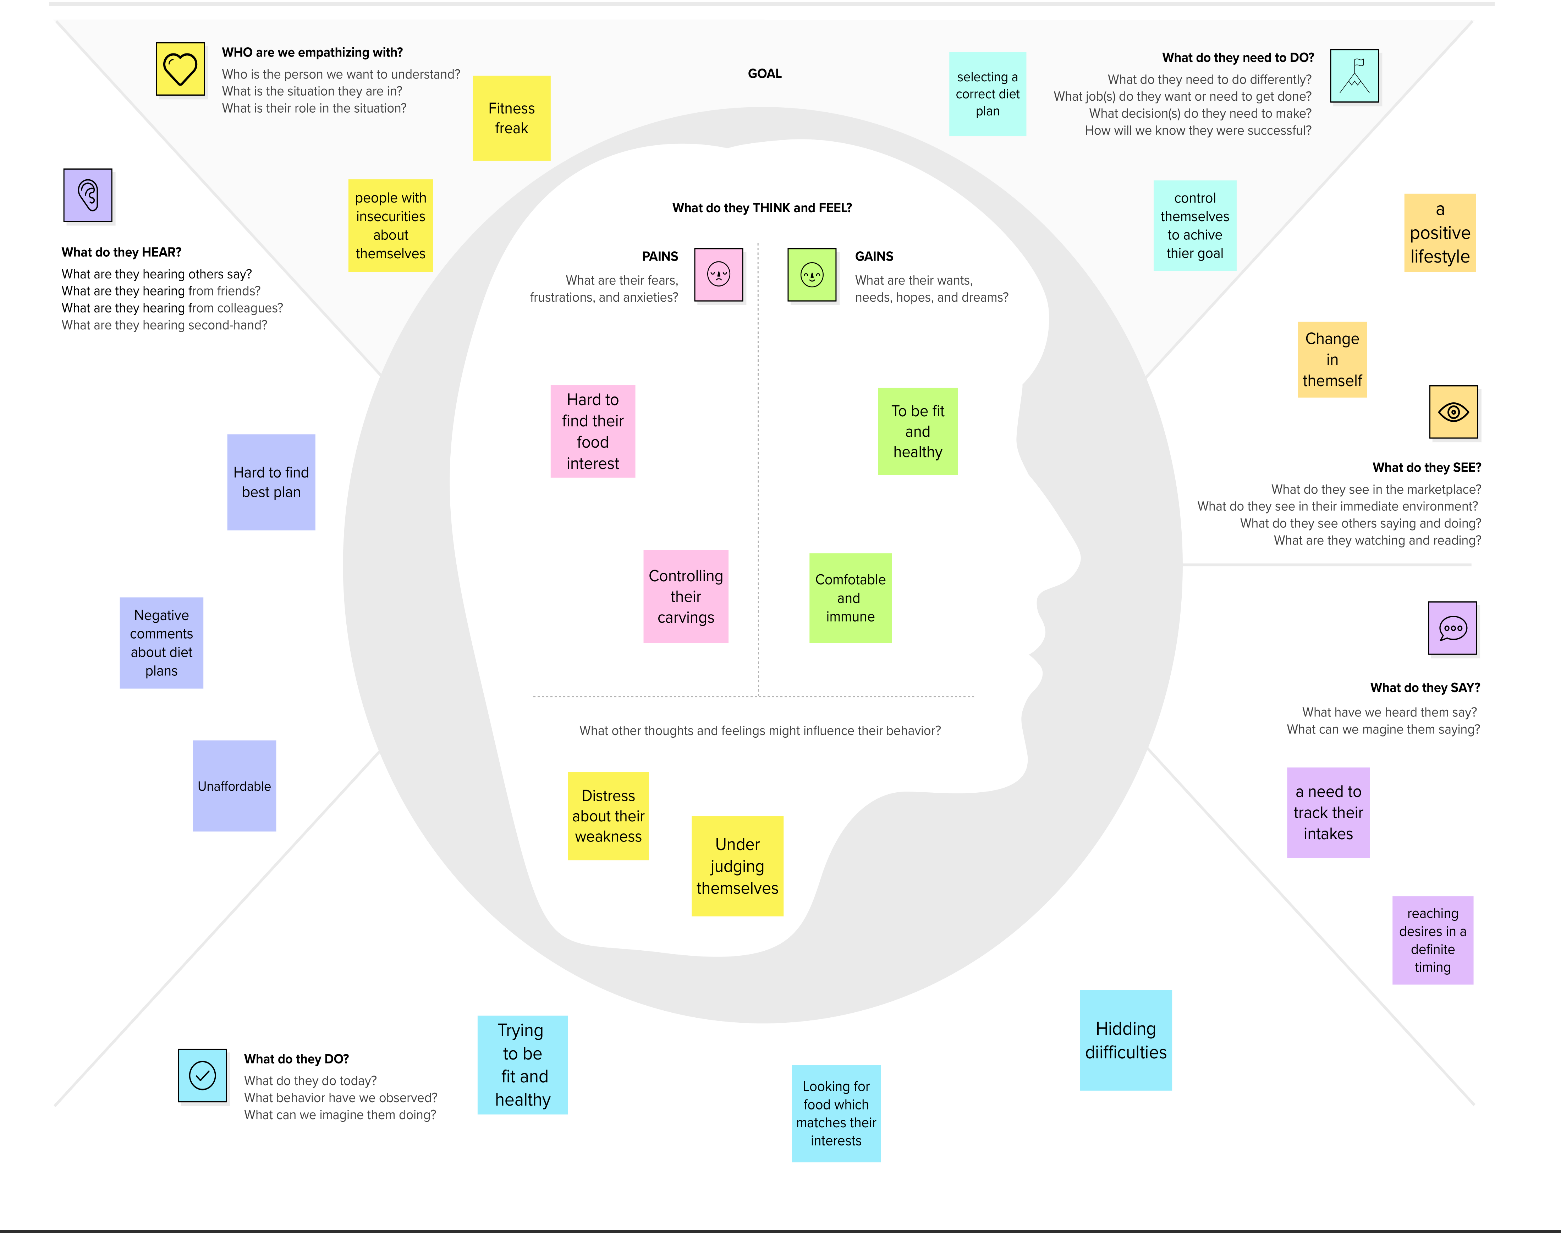 WHO are we empathizing with?
Who is the person we want to understand?
What is the situation they are in?
What is their role in the situation?
Fitness
freak
people with
insecurities
about
themselves
GOAL
selecting a
correct diet
plan
What do they need to DO?
What do they need to do differently?
What job(s) do they want or need to get done?
What decision(s) do they need to make?
How will we know they were successful?
control
themselves
to achive
thier goal
What do they HEAR?
What are they hearing others say?
What are they hearing from friends?
What are they hearing from colleagues?
What are they hearing second-hand?
Hard to find
best plan
Negative
comments
about diet
plans
Unaffordable
What do they THINK and FEEL?
PAINS
What are their fears,
frustrations, and anxieties?
GAINS
What are their wants,
needs, hopes, and dreams?
Hard to
find their
food
interest
Controlling
their
carvings
To be fit
and
healthy
Comfotable
and
immune
What other thoughts and feelings might influence their behavior?
Distress
about their
weakness
Under
judging
themselves
a
positive
lifestyle
Change
in
themself
What do they SEE?
What do they see in the marketplace?
What do they see in their immediate environment?
What do they see others saying and doing?
What are they watching and reading?
What do they SAY?
What have we heard them say?
What can we magine them saying?
a need to
track their
intakes
reaching
desires in a
definite
timing
What do they DO?
What do they do today?
What behavior have we observed?
What can we imagine them doing?
Trying
to be
fit and
healthy
Looking for
food which
matches their
interests
Hidding
diifficulties